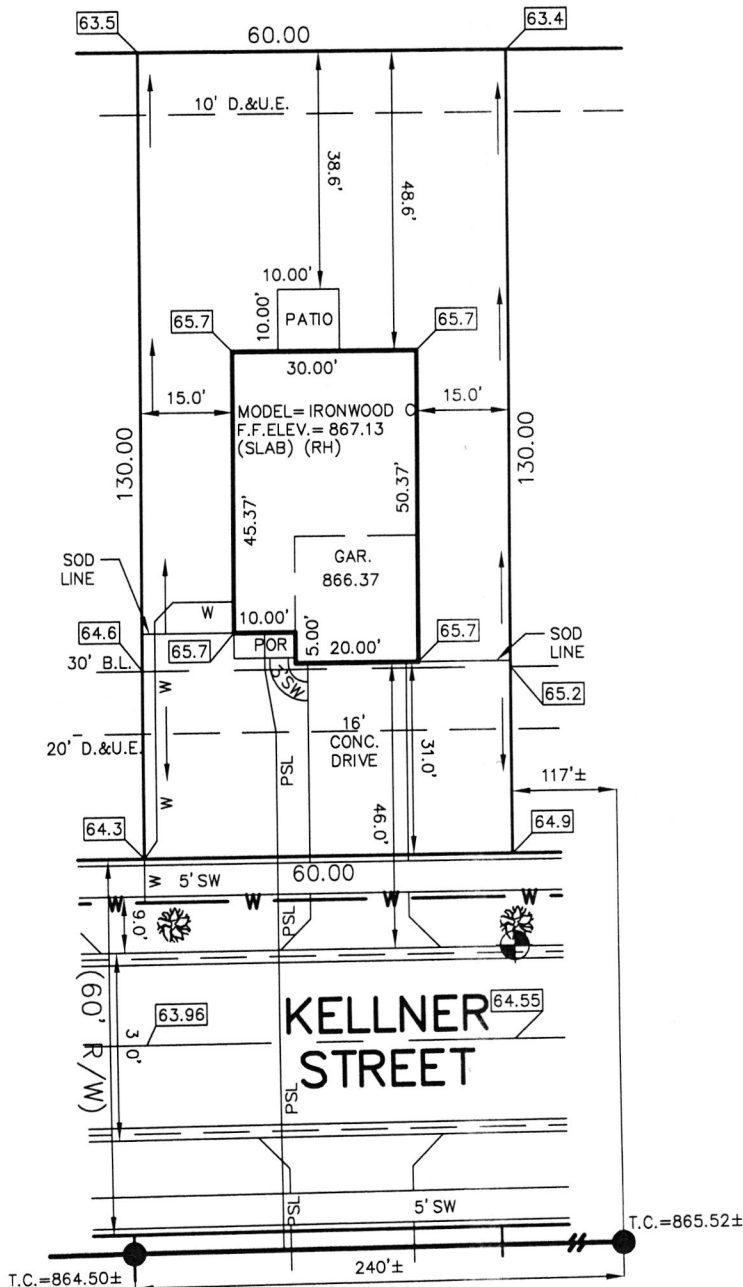 63.5
60.00
63.4
10' D.&U.E.
38.6'
48.6'
10.00'
10.00'
PATIO
65.7
65.7
30.00'
15.0'
15.0'
MODEL= IRONWOOD C
F.F.ELEV.= 867.13
(SLAB) (RH)
130.00
130.00
45.37'
50.37'
SOD
LINE
GAR.
866.37
W
10.00'
5.00'
20.00'
64.6
65.7
POR
65.7
SOD
LINE
30' B.L.
3'SW
65.2
W
20' D.&U.E.
PSL
16'
CONC.
DRIVE
31.0'
46.0'
117'±
W
64.3
64.9
W
5' SW
60.00
W
W
W
W
9.0'
PSL
(60' R/W)
63.96
64.55
KELLNER
STREET
PSL
5' SW
PSL
T.C.=865.52±
T.C.=864.50±
240'±